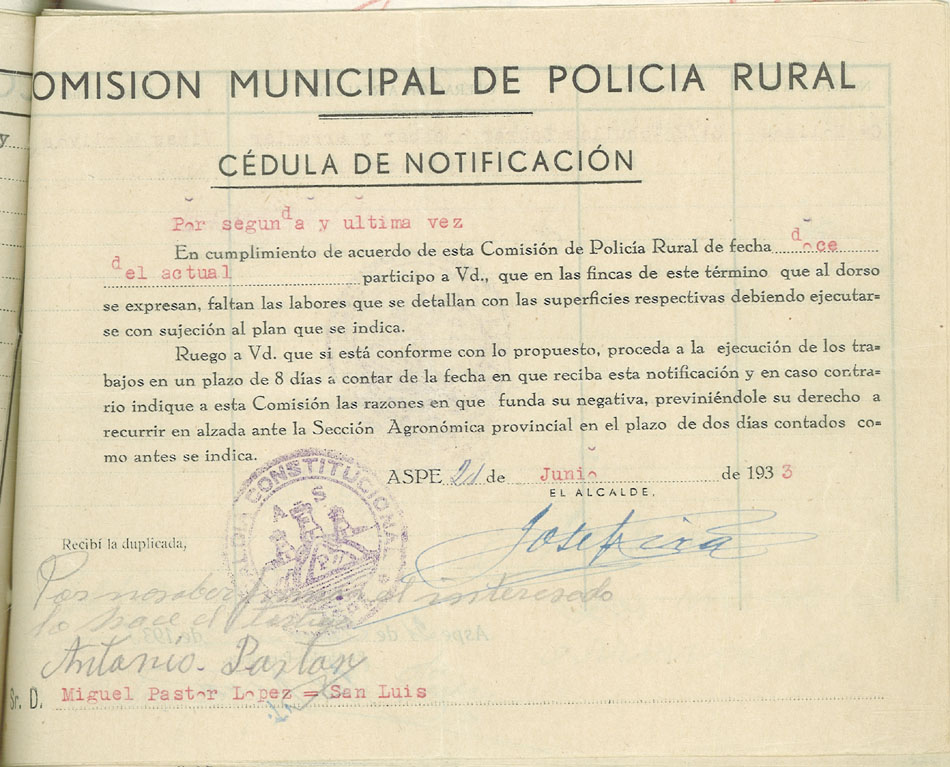 COMISION MUNICIPAL DE POLICIA RURAL
CÉDULA DE NOTIFICACIÓN
Por segunda y ultima vez
En cumplimiento de acuerdo de esta Comisión de Policía Rural de fecha doce
del actual participo a Vd., que en las fincas de este término que al dorso
se expresan, faltan las labores que se detallan con las superficies respectivas debiendo ejecutar=
se con sujeción al plan que se indica.
Ruego a Vd. que si está conforme con lo propuesto, proceda a la ejecución de los tra=
bajos en un plazo de 8 días a contar de la fecha en que reciba esta notificación y en caso contra=
rio indique a esta Comisión las razones en que funda su negativa, previniéndole su derecho a
recurrir en alzada ante la Sección Agronómica provincial en el plazo de dos días contados co=
mo antes se indica.
ASPE 21 de Junio de 1933
EL ALCALDE,
ALCALDIA CONSTITUCIONAL
Recibí la duplicada,
Por no saber firmar el interesado
lo hace el testigo
Antonio Pastor
Sr. D. Miguel Pastor Lopez = San Luis